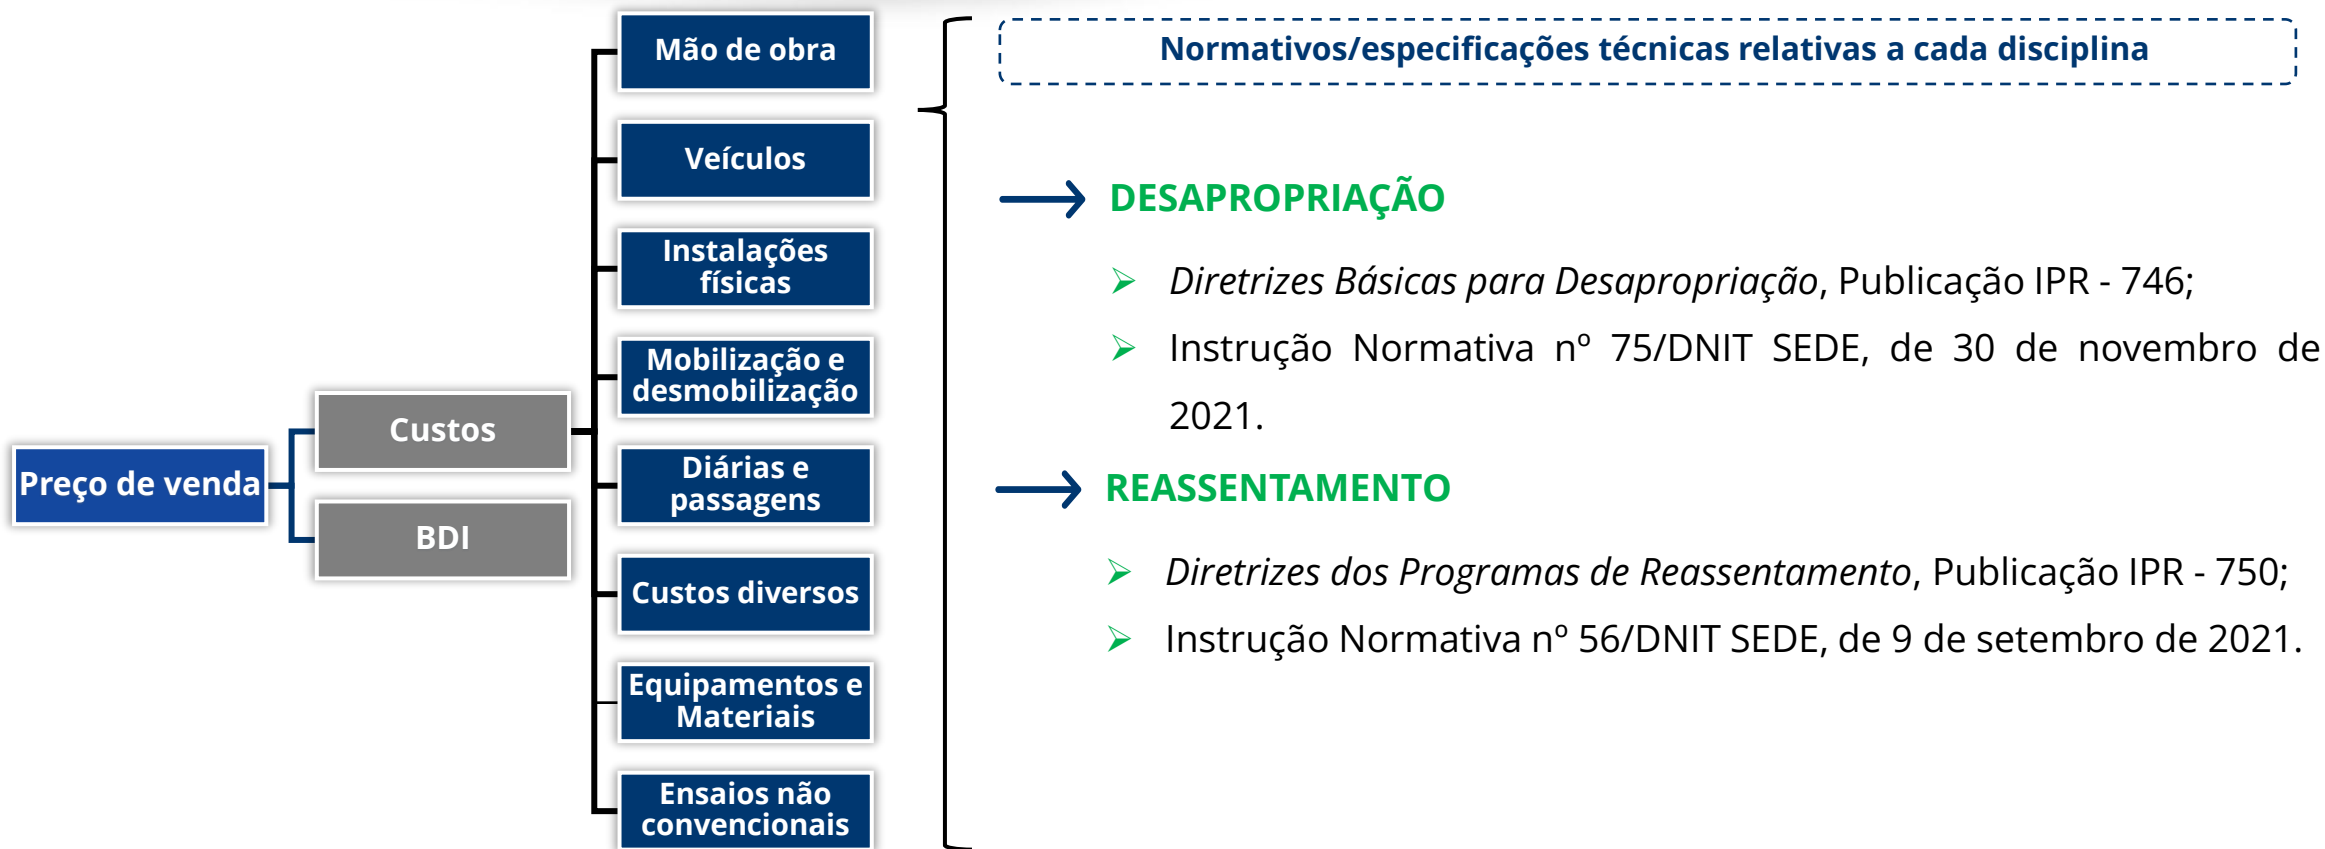 Preço de venda
Custos
BDI
Mão de obra
Veículos
Instalações
físicas
Mobilização e
desmobilização
Diárias e
passagens
Custos diversos
Equipamentos e
Materiais
Ensaios não
convencionais
Normativos/especificações técnicas relativas a cada disciplina
DESAPROPRIAÇÃO
Diretrizes Básicas para Desapropriação, Publicação IPR - 746;
Instrução Normativa nº 75/DNIT SEDE, de 30 de novembro de
2021.
REASSENTAMENTO
Diretrizes dos Programas de Reassentamento, Publicação IPR - 750;
Instrução Normativa nº 56/DNIT SEDE, de 9 de setembro de 2021.